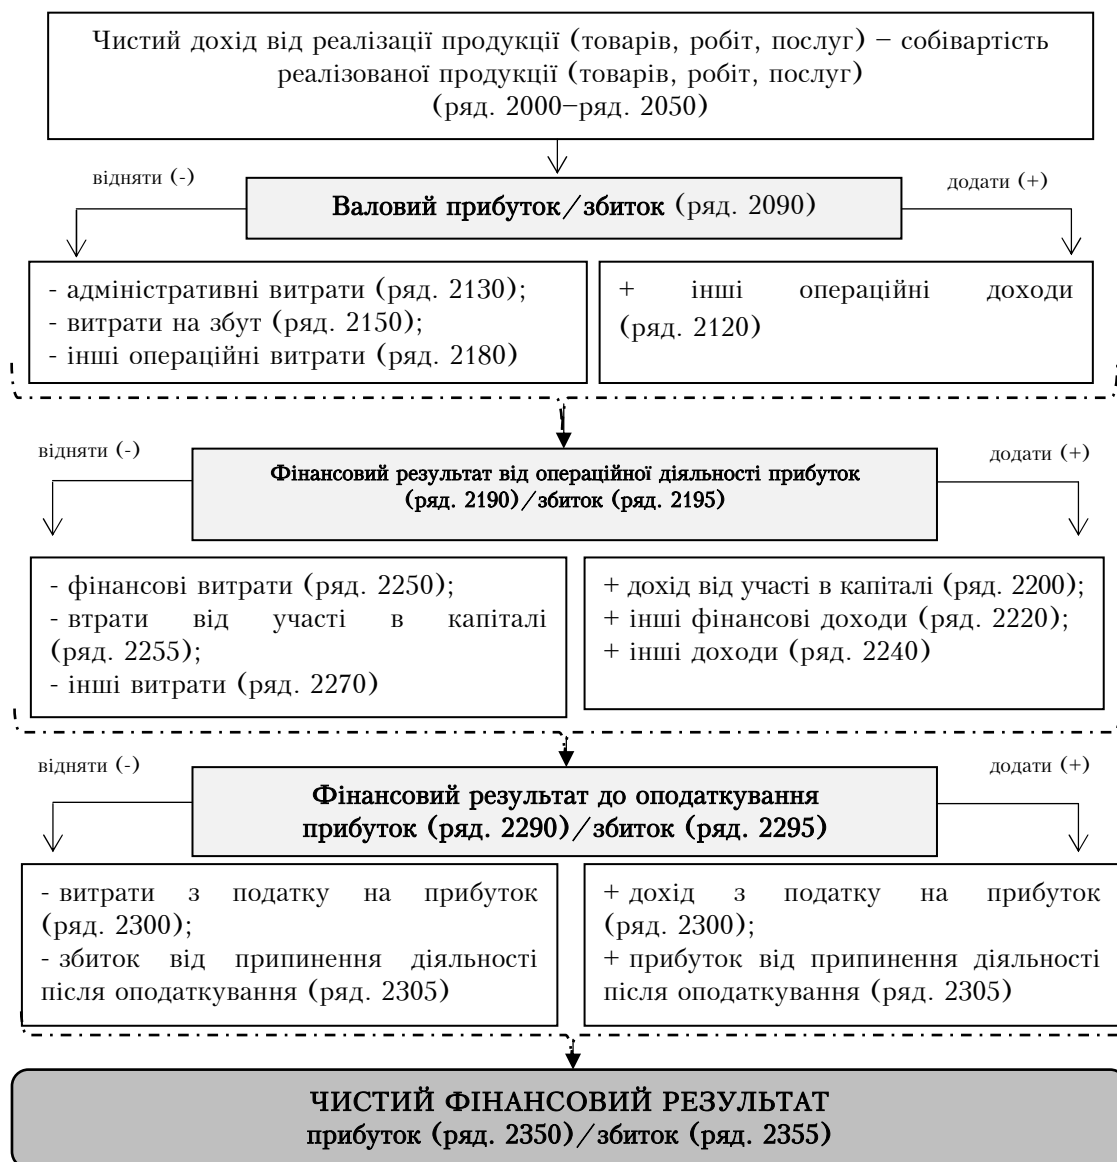 Чистий дохід від реалізації продукції (товарів, робіт, послуг) – собівартість
реалізованої продукції (товарів, робіт, послуг)
(ряд. 2000–ряд. 2050)
відняти (-)
додати (+)
Валовий прибуток/збиток (ряд. 2090)
- адміністративні витрати (ряд. 2130);
- витрати на збут (ряд. 2150);
- інші операційні витрати (ряд. 2180)
+ інші операційні доходи
(ряд. 2120)
відняти (-)
додати (+)
Фінансовий результат від операційної діяльності прибуток
(ряд. 2190)/збиток (ряд. 2195)
- фінансові витрати (ряд. 2250);
- втрати від участі в капіталі
(ряд. 2255);
- інші витрати (ряд. 2270)
+ дохід від участі в капіталі (ряд. 2200);
+ інші фінансові доходи (ряд. 2220);
+ інші доходи (ряд. 2240)
відняти (-)
додати (+)
Фінансовий результат до оподаткування
прибуток (ряд. 2290)/збиток (ряд. 2295)
- витрати з податку на прибуток
(ряд. 2300);
- збиток від припинення діяльності
після оподаткування (ряд. 2305)
+ дохід з податку на прибуток
(ряд. 2300);
+ прибуток від припинення діяльності
після оподаткування (ряд. 2305)
ЧИСТИЙ ФІНАНСОВИЙ РЕЗУЛЬТАТ
прибуток (ряд. 2350)/збиток (ряд. 2355)